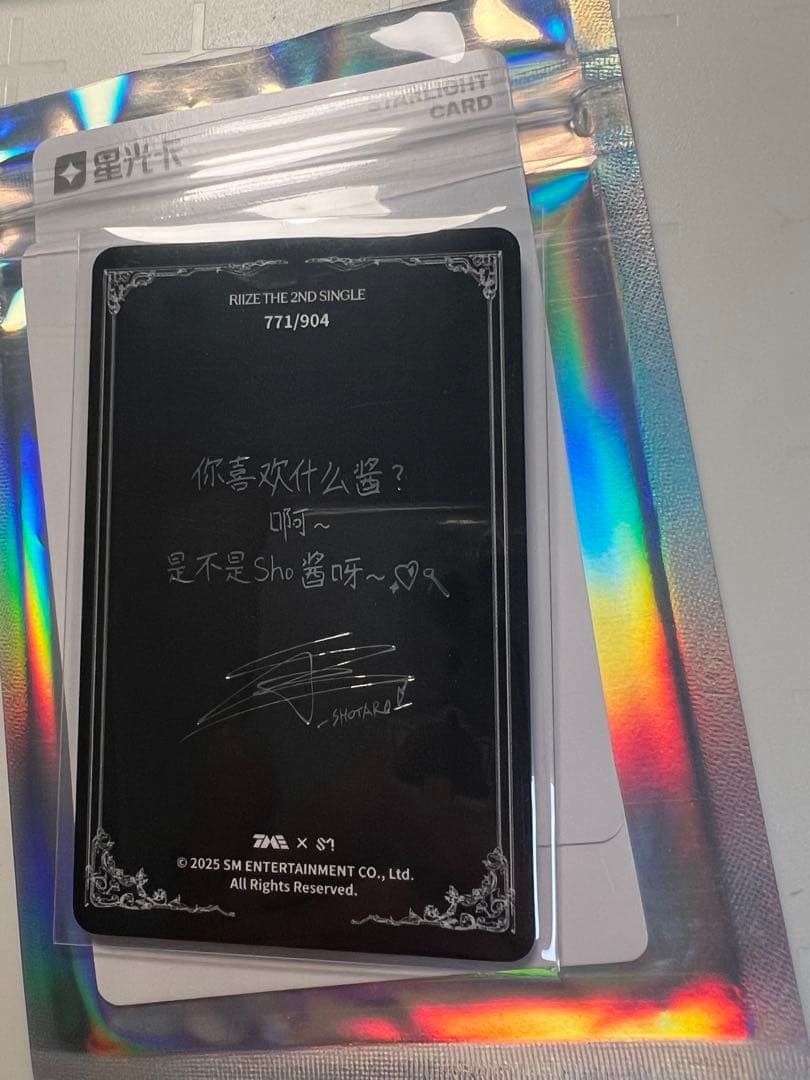 STARLIGHT
CARD
星光卡
RIIZE THE 2ND SINGLE
771/904
你喜欢什么酱？
啊~
是不是Sho酱呀~
SHOTARO
TME × SM
© 2025 SM ENTERTAINMENT CO., Ltd.
All Rights Reserved.